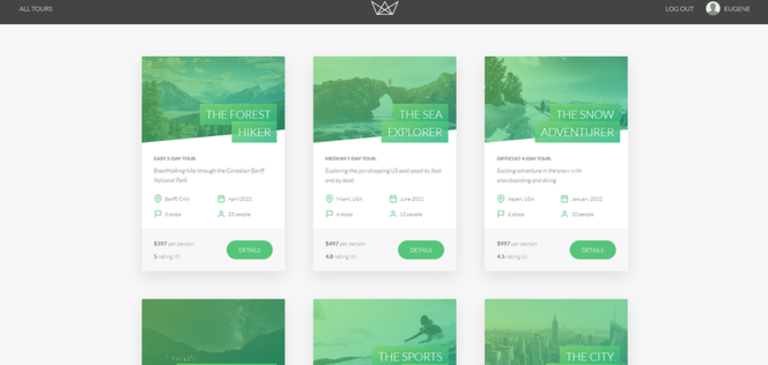 ALL TOURS
LOG OUT
EUGENE
THE FOREST
HIKER
EASY 5-DAY TOUR
Breathtaking hike through the Canadian Banff
National Park
Banff, CAN
April 2021
3 stops
25 people
$397 per person
5 rating (9)
DETAILS
THE SEA
EXPLORER
MEDIUM 7-DAY TOUR
Exploring the jaw-dropping US east coast by foot
and by boat
Miami, USA
June 2021
4 stops
15 people
$497 per person
4.8 rating (6)
DETAILS
THE SNOW
ADVENTURER
DIFFICULT 4-DAY TOUR
Exciting adventure in the snow with
snowboarding and skiing
Aspen, USA
January 2022
2 stops
10 people
$997 per person
4.5 rating (6)
DETAILS
THE SPORTS
THE CITY